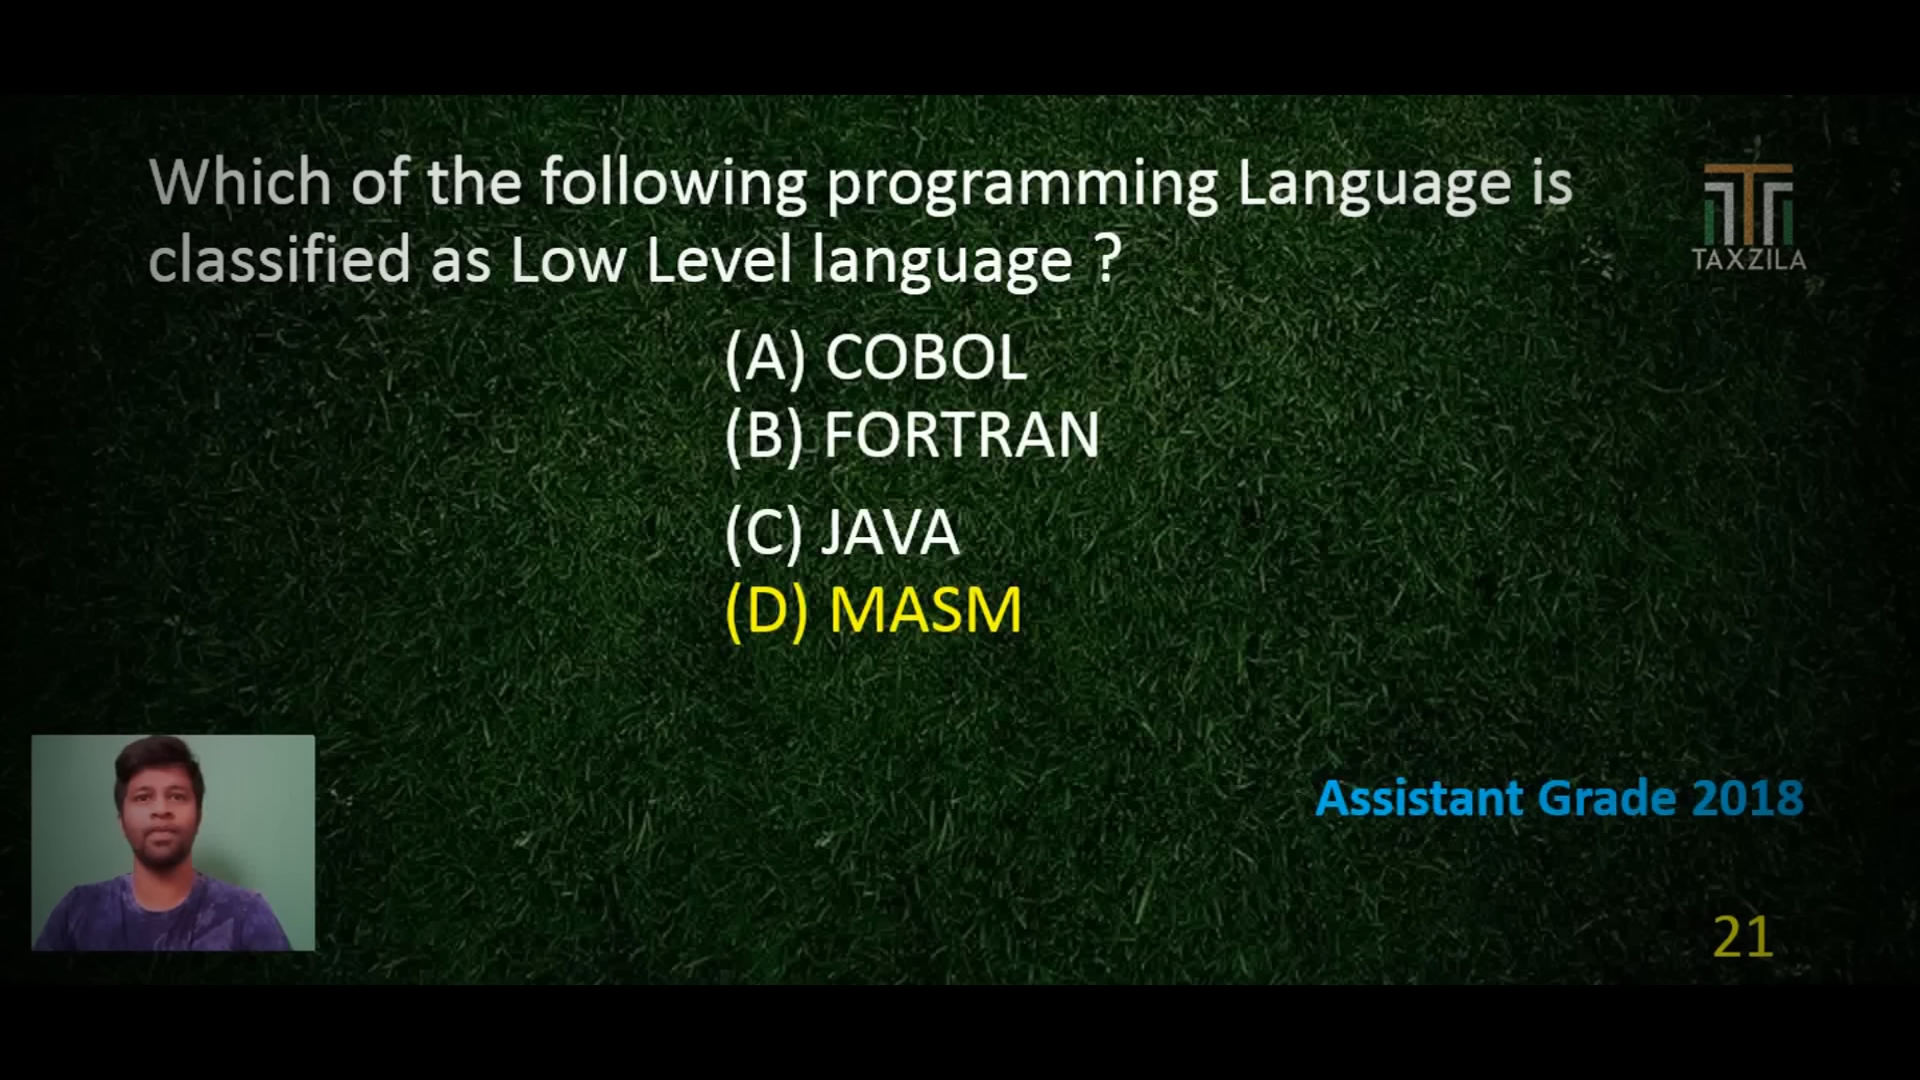 Which of the following programming Language is
classified as Low Level language ?
TAXZILA
(A) COBOL
(B) FORTRAN
(C) JAVA
(D) MASM
Assistant Grade 2018
21